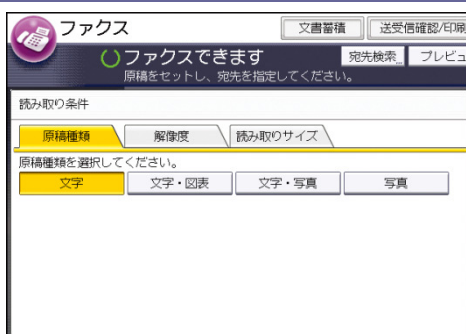 ファクス
文書蓄積
送受信確認/印刷
ファクスできます
宛先検索
プレビュ
原稿をセットし、宛先を指定してください。
読み取り条件
原稿種類
解像度
読み取りサイズ
原稿種類を選択してください。
文字
文字・図表
文字・写真
写真